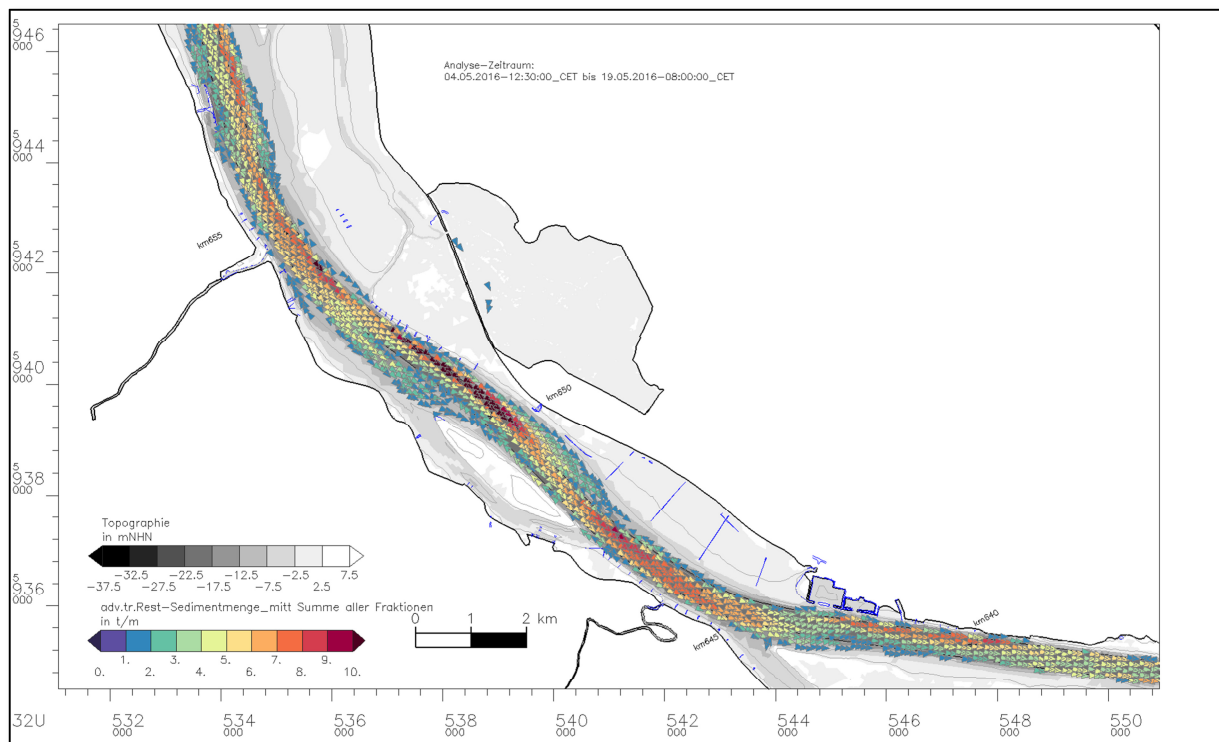 5
946
000
Analyse-Zeitraum:
04.05.2016-12:30:00_CET bis 19.05.2016-08:00:00_CET
5
944
000
km655
5
942
000
5
940
000
km650
5
938
000
Topographie
in mNHN
-32.5 -22.5 -12.5 -2.5 7.5
-37.5 -27.5 -17.5 -7.5 2.5
5
936
000
adv.tr.Rest-Sedimentmenge_mitt Summe aller Fraktionen
in t/m
1. 3. 5. 7. 9.
0. 2. 4. 6. 8. 10.
0 1 2 km
km645
km640
32U 532 534 536 538 540 542 544 546 548 550
000 000 000 000 000 000 000 000 000 000